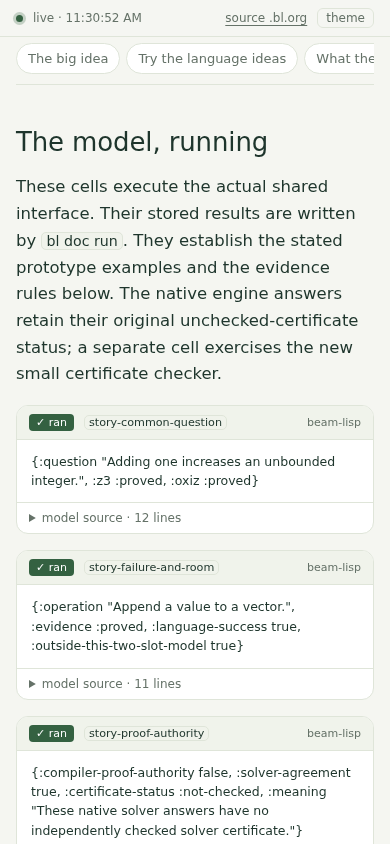 live · 11:30:52 AM
source .bl.org
theme
The big idea
Try the language ideas
What the
The model, running
These cells execute the actual shared
interface. Their stored results are written
by bl doc run. They establish the stated
prototype examples and the evidence
rules below. The native engine answers
retain their original unchecked-certificate
status; a separate cell exercises the new
small certificate checker.
✓ ran story-common-question beam-lisp
{:question "Adding one increases an unbounded
integer.", :z3 :proved, :oxiz :proved}
▶ model source · 12 lines
✓ ran story-failure-and-room beam-lisp
{:operation "Append a value to a vector.",
:evidence :proved, :language-success true,
:outside-this-two-slot-model true}
▶ model source · 11 lines
✓ ran story-proof-authority beam-lisp
{:compiler-proof-authority false, :solver-agreement
true, :certificate-status :not-checked, :meaning
"These native solver answers have no
independently checked solver certificate."}